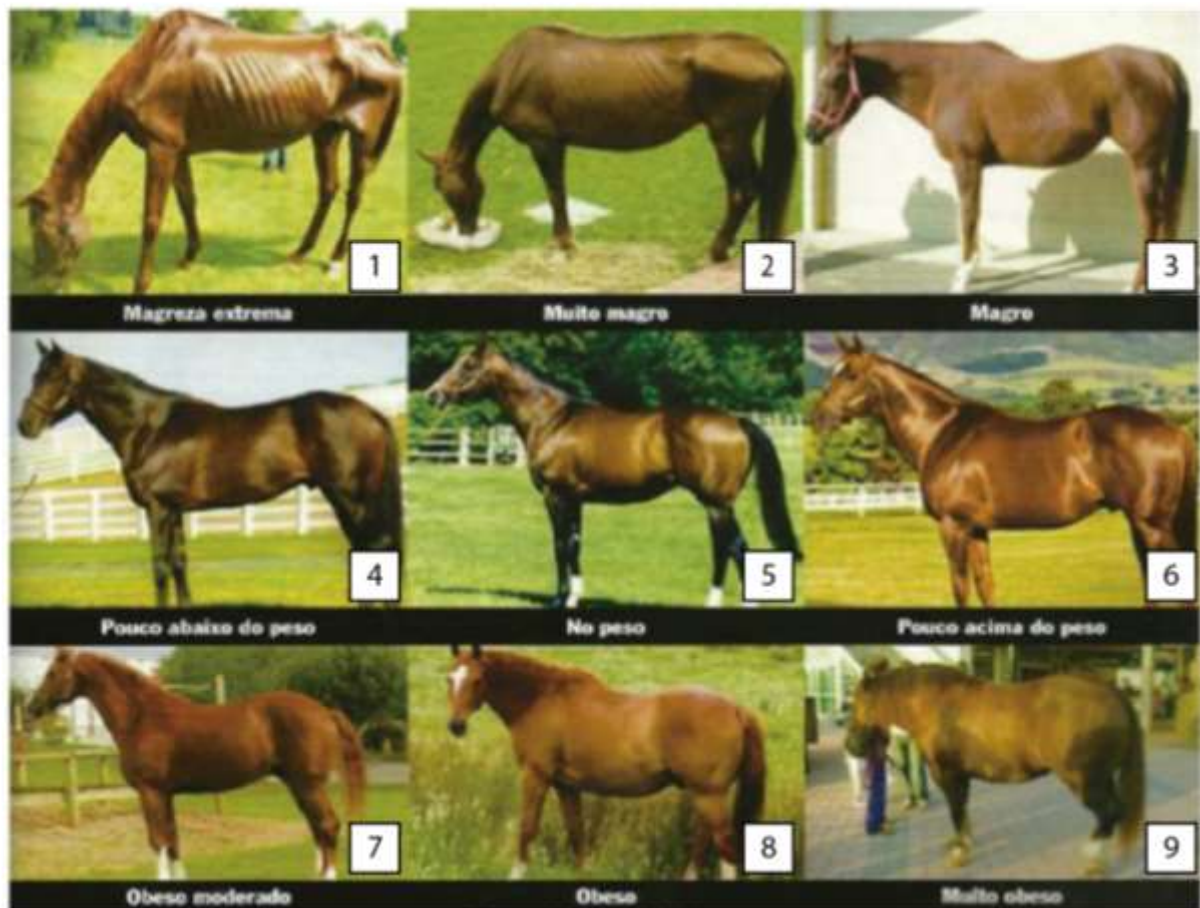 1
2
3
Magreza extrema
Muito magro
Magro
4
5
6
Pouco abaixo do peso
No peso
Pouco acima do peso
7
8
9
Obeso moderado
Obeso
Muito obeso